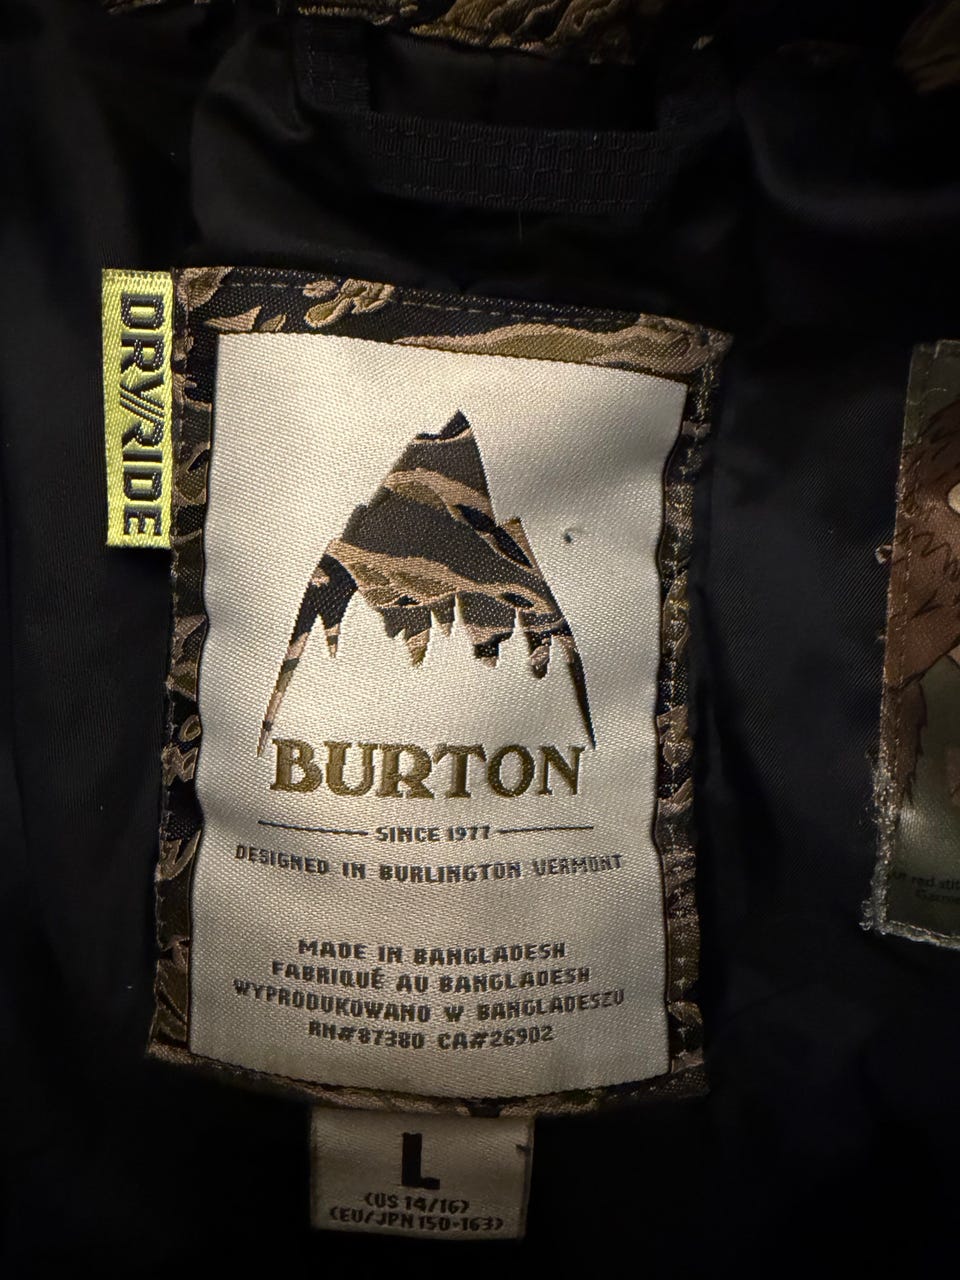 DRY//RIDE
BURTON
SINCE 1977
DESIGNED IN BURLINGTON VERMONT
MADE IN BANGLADESH
FABRIQUÉ AU BANGLADESH
WYPRODUKOWANO W BANGLADESZU
RN#87380 CA#26902
L
(US 14/16)
(EU/JPN 150-163)
red